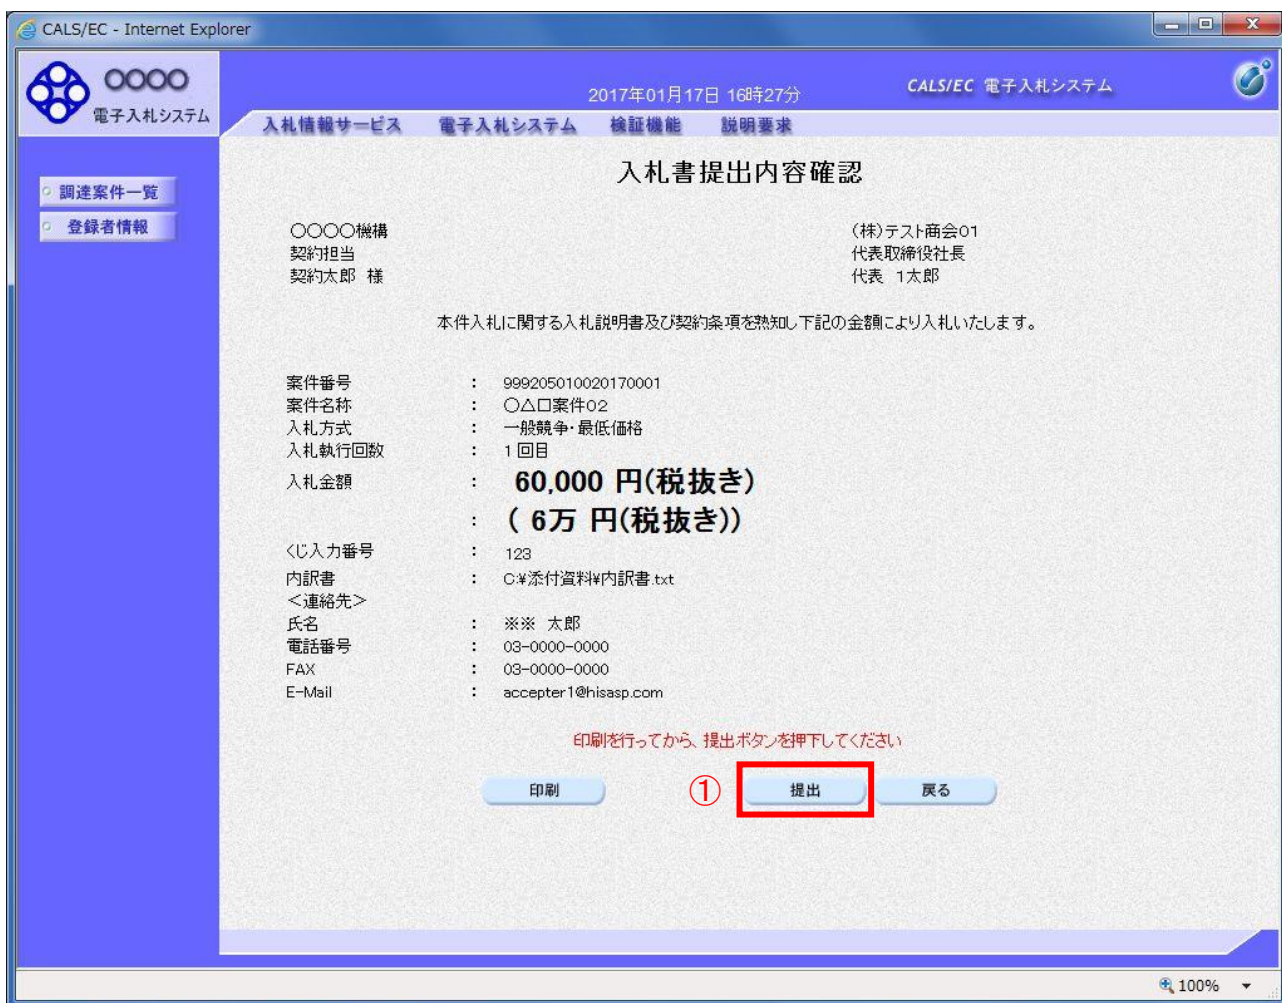 CALS/EC - Internet Explorer
○○○○
電子入札システム
2017年01月17日 16時27分
CALS/EC 電子入札システム
入札情報サービス 電子入札システム 検証機能 説明要求
調達案件一覧
登録者情報
入札書提出内容確認
○○○○機構
契約担当
契約太郎 様
(株)テスト商会01
代表取締役社長
代表 1太郎
本件入札に関する入札説明書及び契約条項を熟知し下記の金額により入札いたします。
案件番号 : 999205010020170001
案件名称 : ○△□案件02
入札方式 : 一般競争・最低価格
入札執行回数 : 1回目
入札金額 : 60,000 円(税抜き)
: ( 6万 円(税抜き))
くじ入力番号 : 123
内訳書 : C:¥添付資料¥内訳書.txt
<連絡先>
氏名 : ※※ 太郎
電話番号 : 03-0000-0000
FAX : 03-0000-0000
E-Mail : accepter1@hisasp.com
印刷を行ってから、提出ボタンを押下してください
印刷 ① 提出 戻る
100%